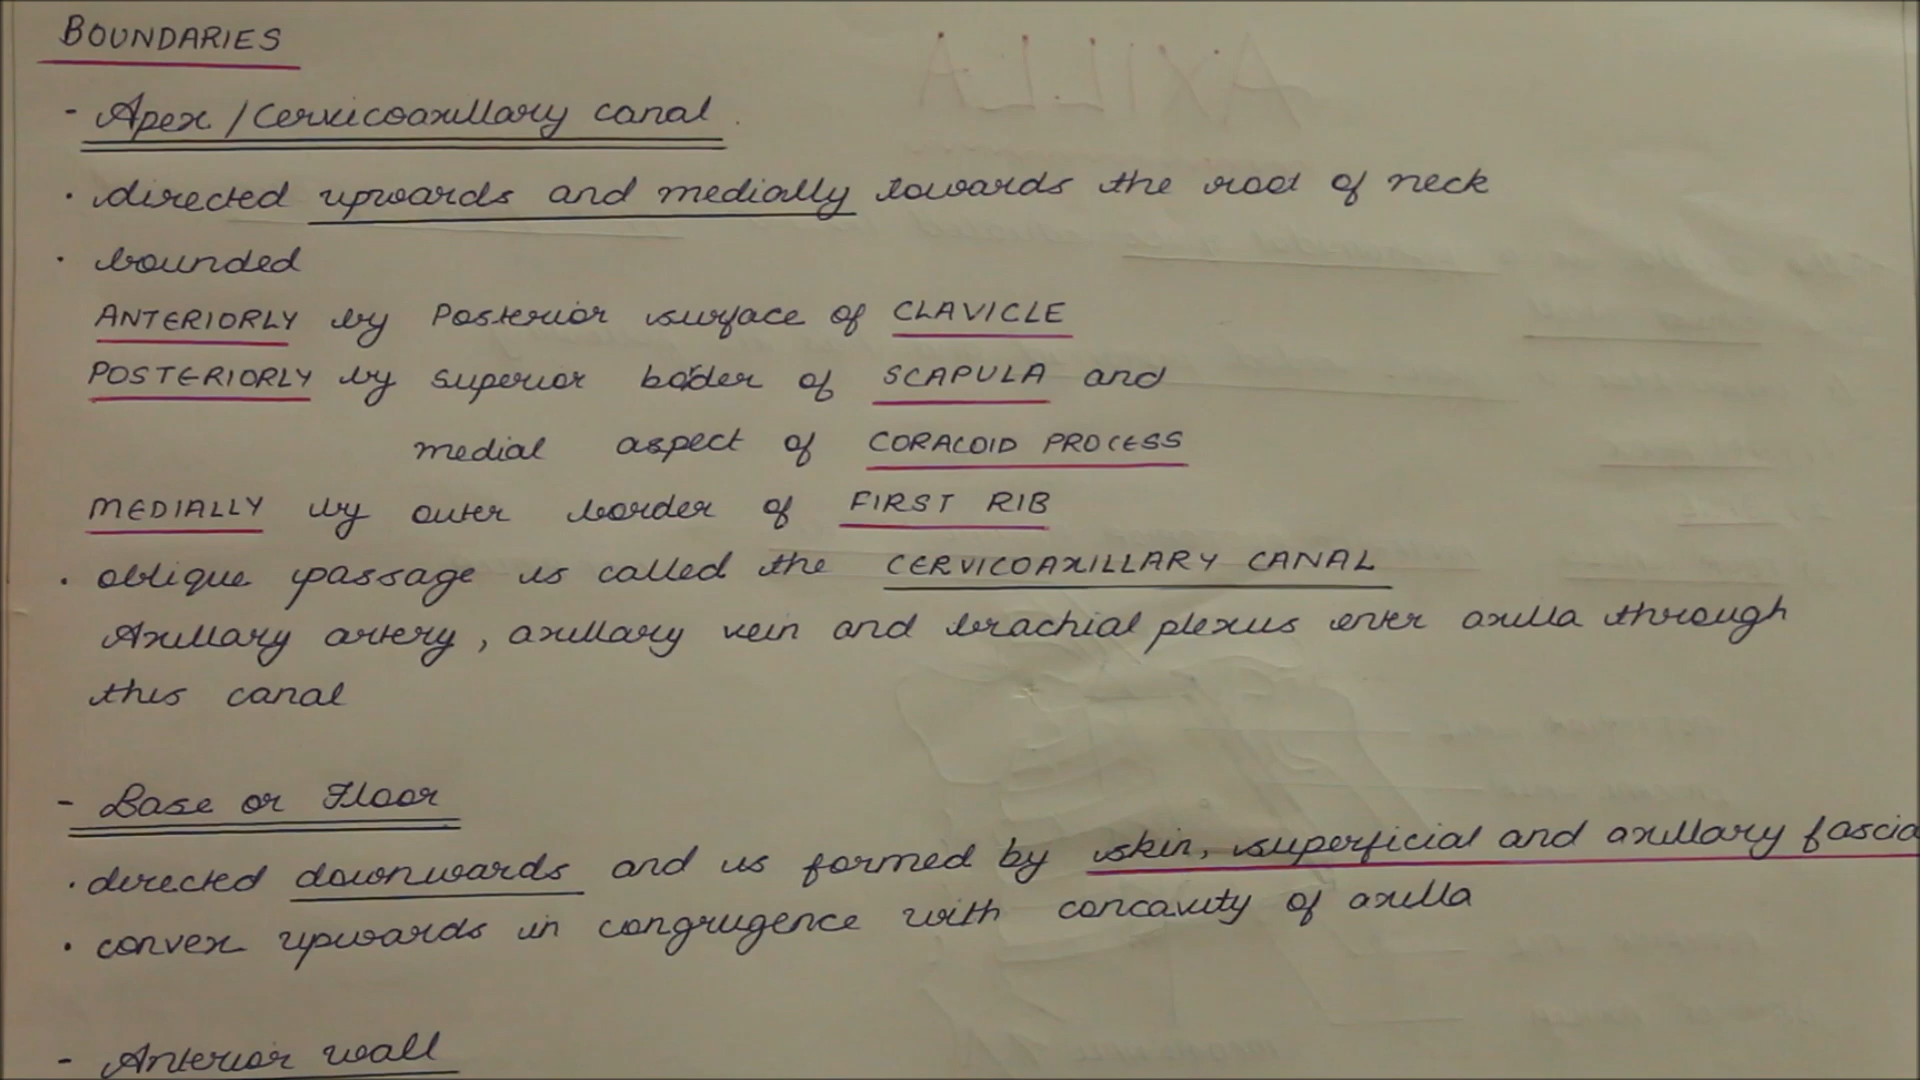 BOUNDARIES
- Apex / Cervicoaxillary canal
· directed upwards and medially towards the root of neck
· bounded
ANTERIORLY by Posterior surface of CLAVICLE
POSTERIORLY by superior boder of SCAPULA and
medial aspect of CORACOID PROCESS
MEDIALLY by outer border of FIRST RIB
· oblique passage is called the CERVICOAXILLARY CANAL
Axillary artery, axillary vein and brachial plexus enter axilla through
this canal
- Base or Floor
· directed downwards and is formed by skin, superficial and axillary fascia
· convex upwards in congrugence with concavity of axilla
- Anterior wall
AXILLA